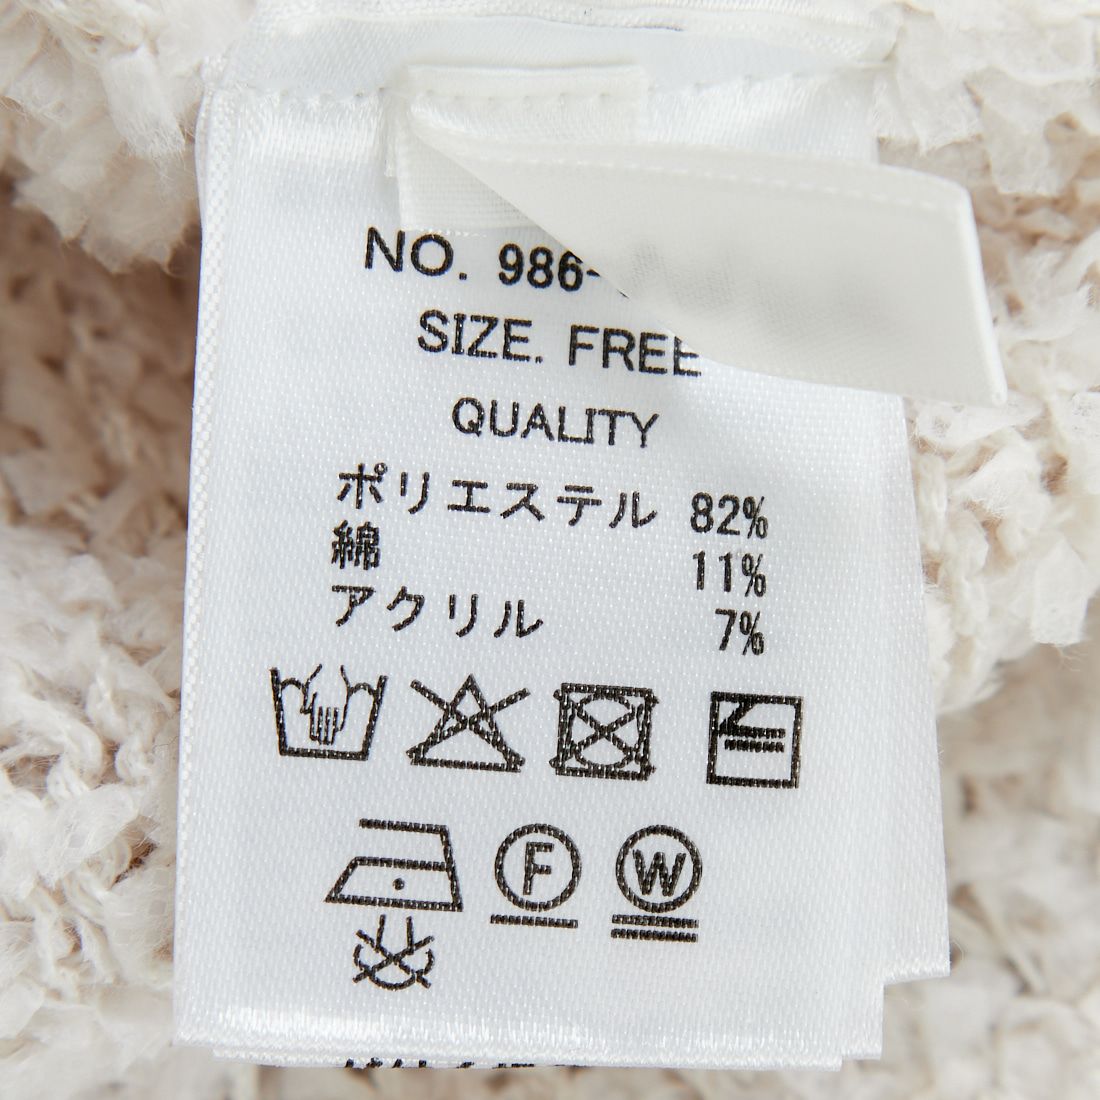 NO. 986-
SIZE. FREE
QUALITY
ポリエステル 82%
綿 11%
アクリル 7%
F W